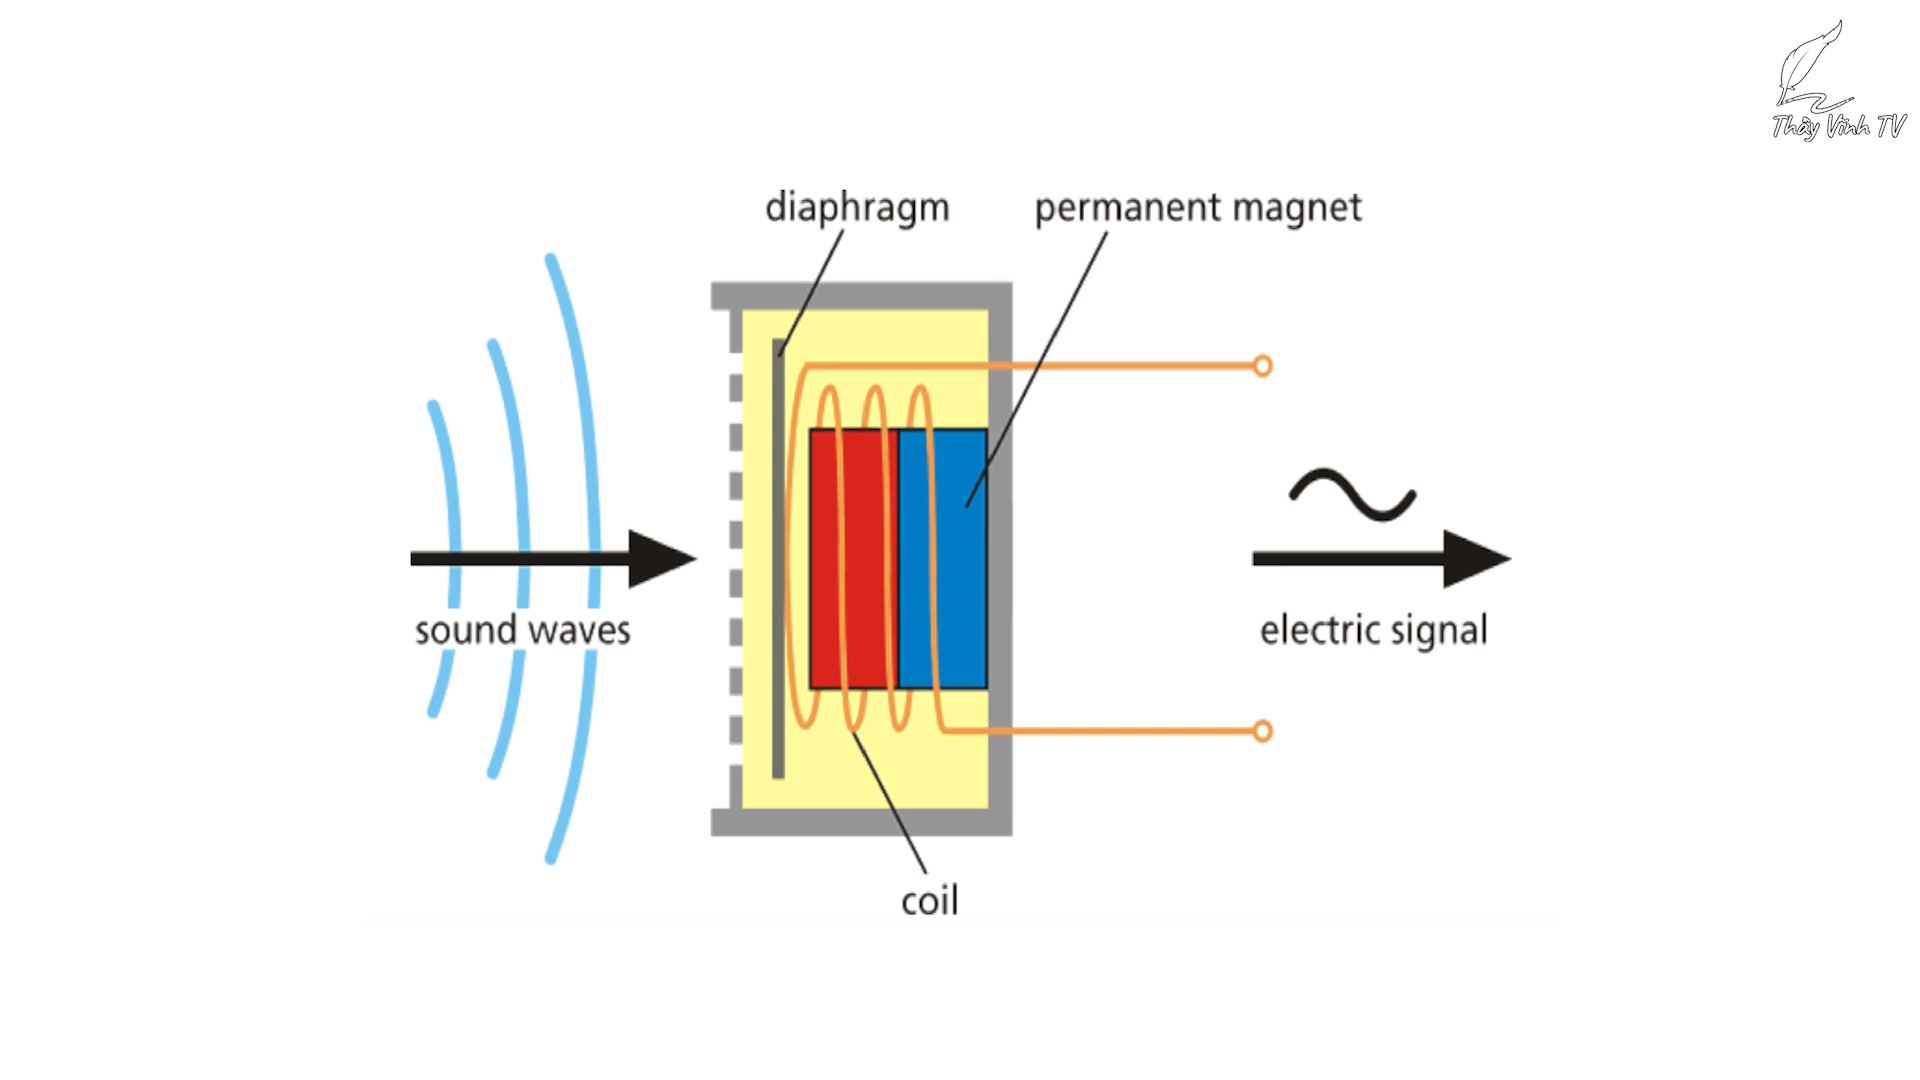 Thầy Vĩnh TV
diaphragm
permanent magnet
sound waves
electric signal
coil